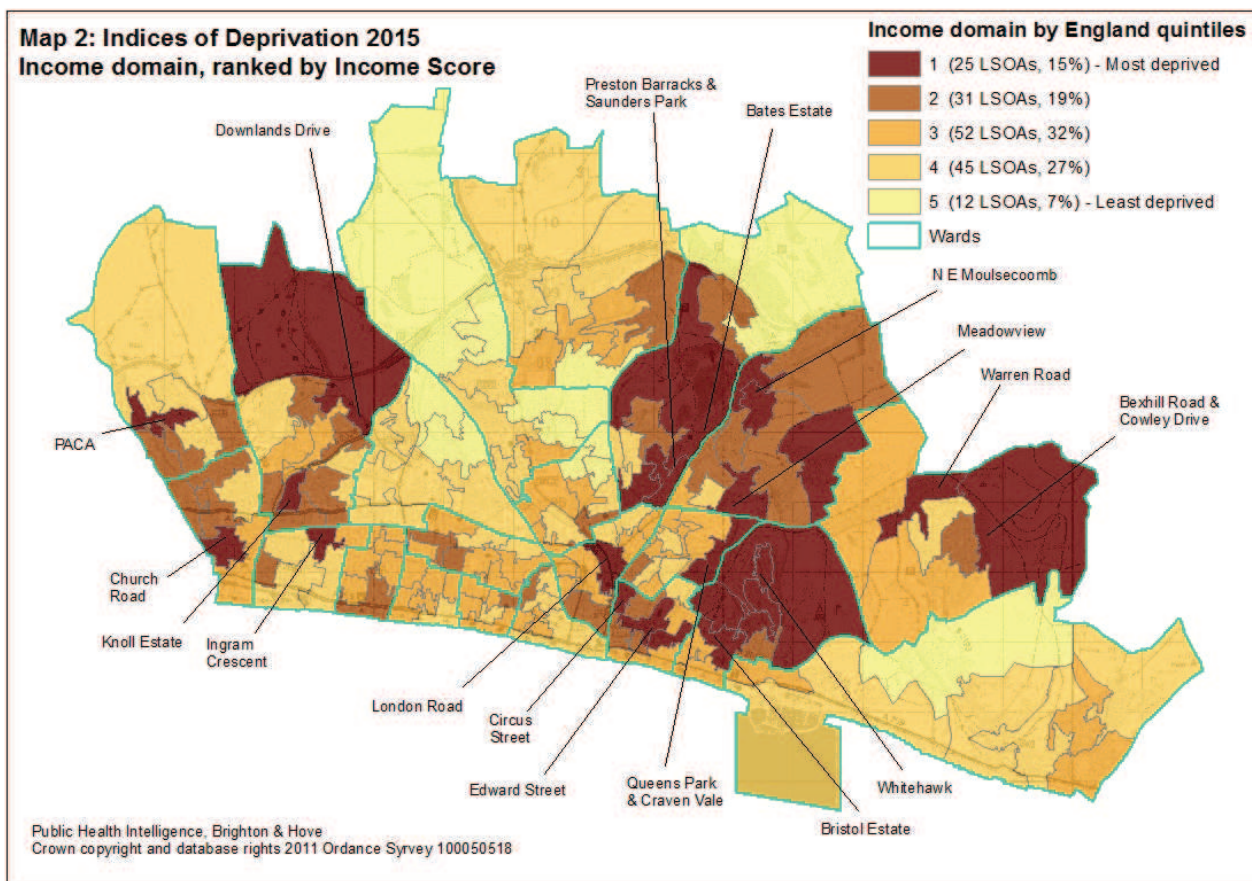 Map 2: Indices of Deprivation 2015
Income domain, ranked by Income Score
Income domain by England quintiles
1 (25 LSOAs, 15%) - Most deprived
2 (31 LSOAs, 19%)
3 (52 LSOAs, 32%)
4 (45 LSOAs, 27%)
5 (12 LSOAs, 7%) - Least deprived
Wards
Preston Barracks &
Saunders Park
Bates Estate
Downlands Drive
N E Moulsecoomb
Meadowview
Warren Road
Bexhill Road &
Cowley Drive
PACA
Church
Road
Knoll Estate
Ingram
Crescent
London Road
Circus
Street
Edward Street
Queens Park
& Craven Vale
Whitehawk
Bristol Estate
Public Health Intelligence, Brighton & Hove
Crown copyright and database rights 2011 Ordance Syrvey 100050518